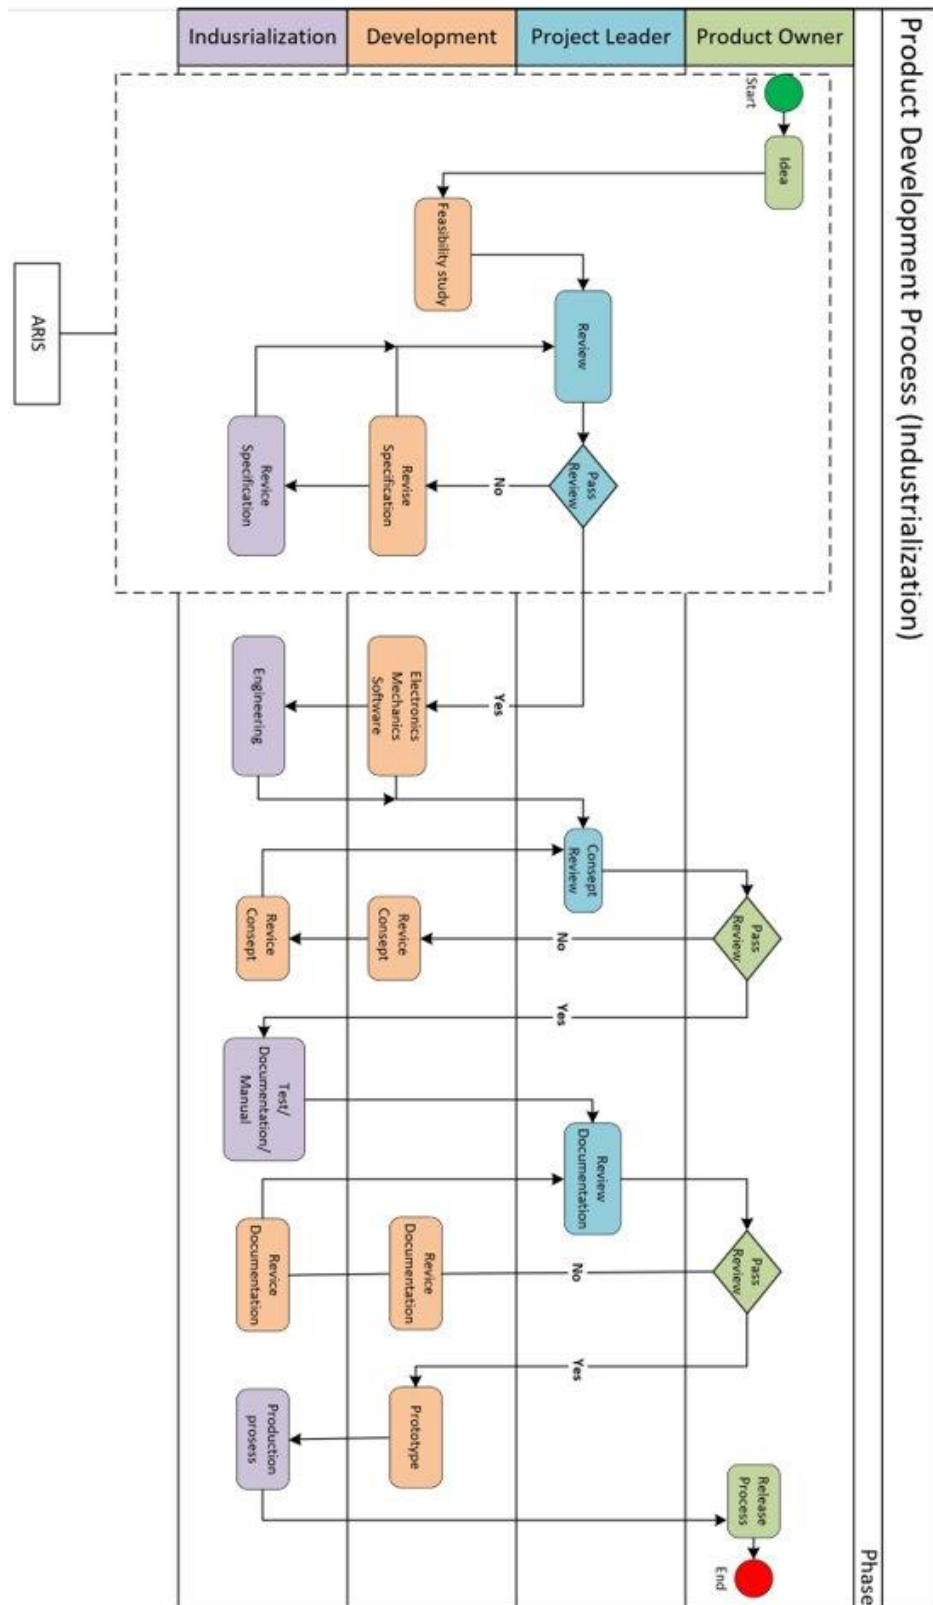 Product Development Process (Industrialization)
Phase
Product Owner
Project Leader
Development
Indusrialization
Start
Idea
Feasibility study
Review
Pass
Review
No
Revise
Specification
Revice
Specification
ARIS
Yes
Electronics
Mechanics
Software
Engineering
Consept
Review
Pass
Review
No
Revice
Consept
Revice
Consept
Yes
Test/
Documentation/
Manual
Review
Documentation
Pass
Review
No
Revice
Documentation
Revice
Documentation
Yes
Prototype
Production
prosess
Release
Process
End